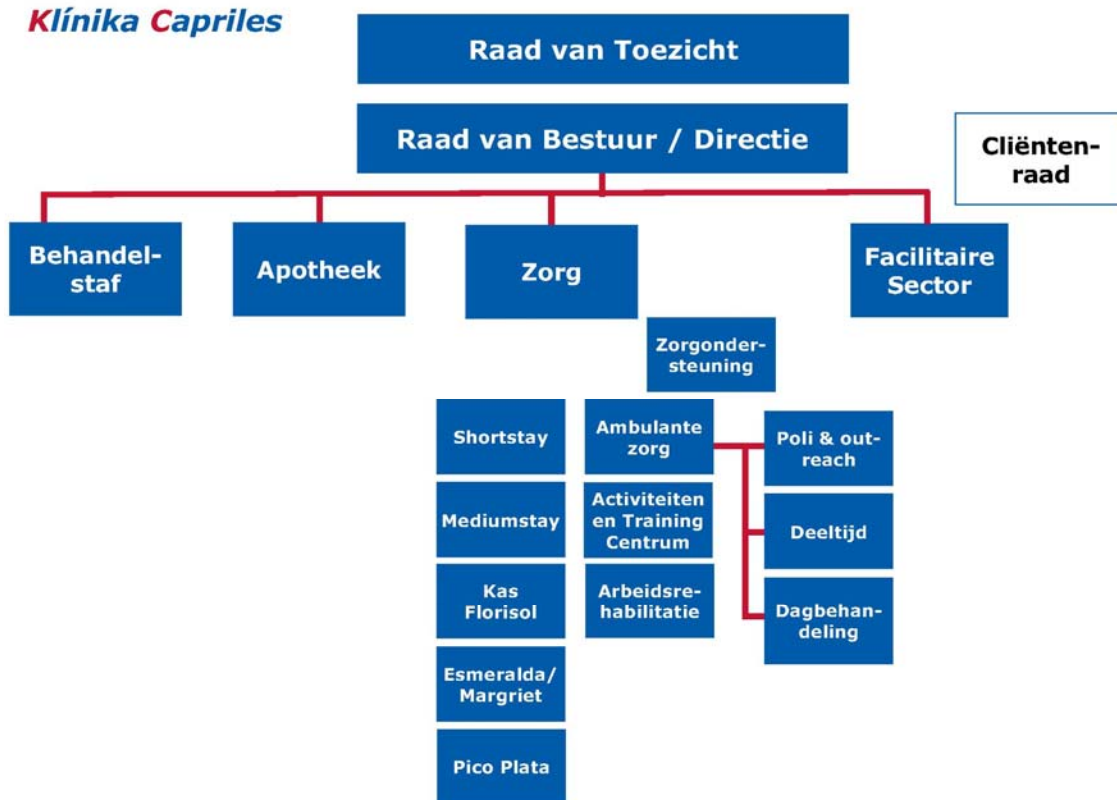 Klínika Capriles
Raad van Toezicht
Raad van Bestuur / Directie
Cliënten-
raad
Behandel-
staf
Apotheek
Zorg
Facilitaire
Sector
Zorgonder-
steuning
Shortstay
Ambulante
zorg
Poli & out-
reach
Mediumstay
Activiteiten
en Training
Centrum
Deeltijd
Kas
Florisol
Arbeidsre-
habilitatie
Dagbehan-
deling
Esmeralda/
Margriet
Pico Plata